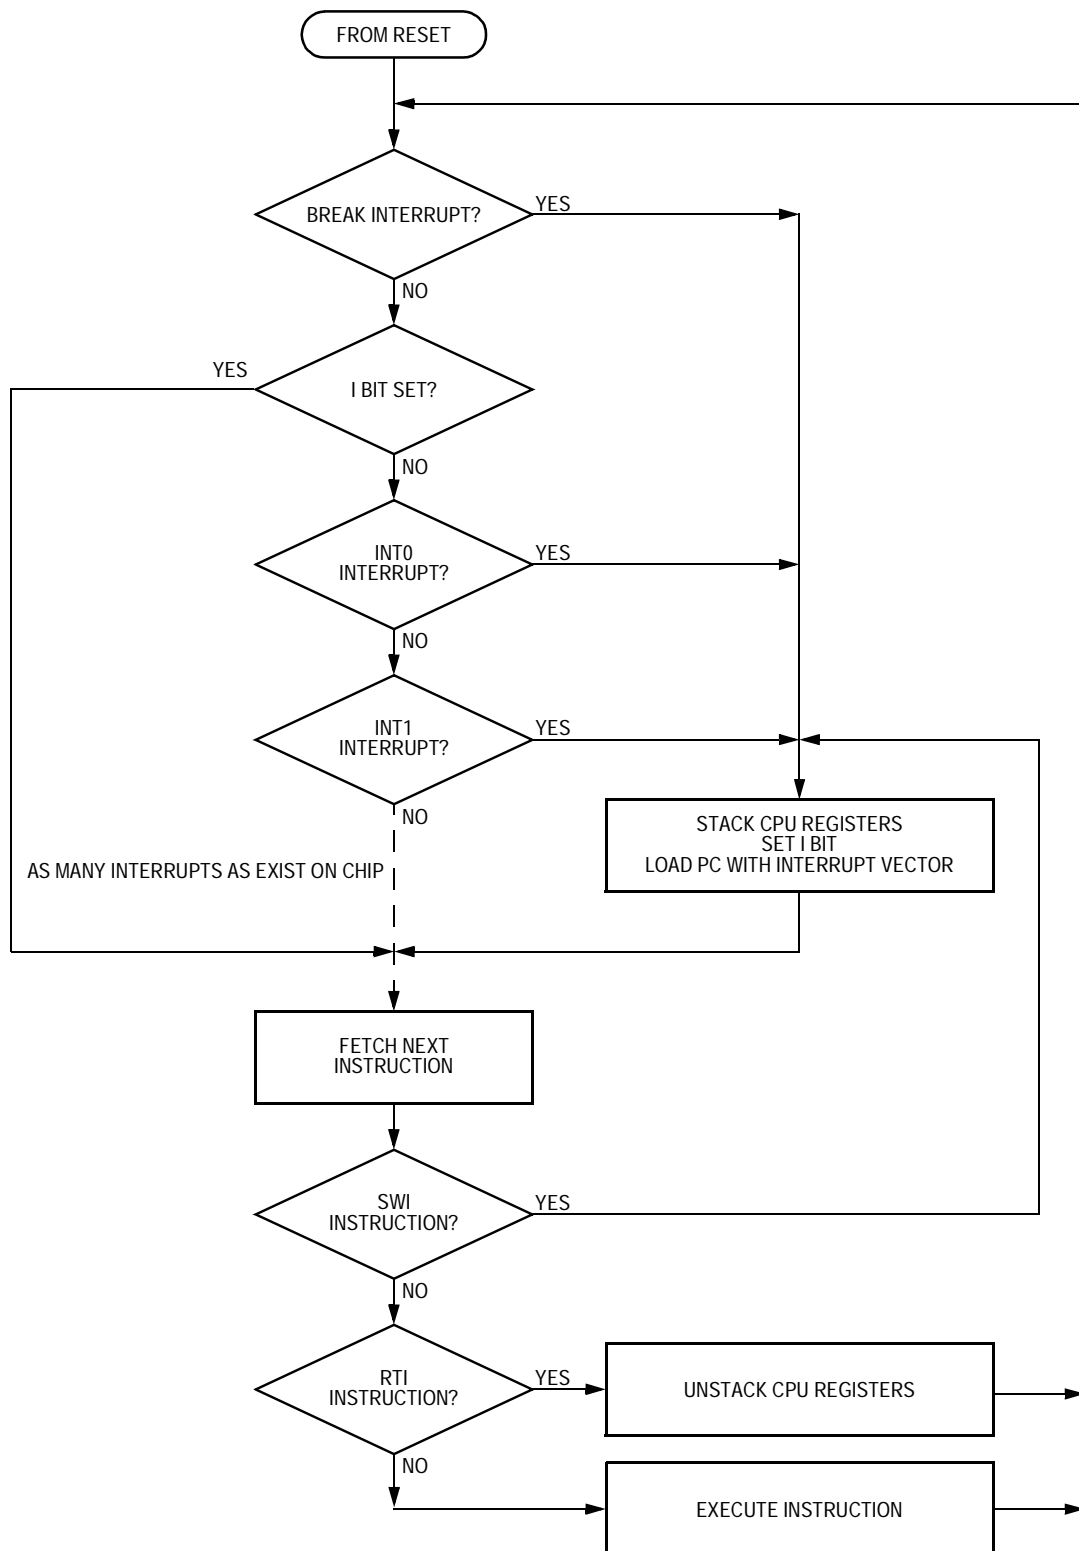 FROM RESET
BREAK INTERRUPT?
YES
NO
YES
I BIT SET?
NO
INT0
INTERRUPT?
YES
NO
INT1
INTERRUPT?
YES
NO
STACK CPU REGISTERS
SET I BIT
LOAD PC WITH INTERRUPT VECTOR
AS MANY INTERRUPTS AS EXIST ON CHIP
FETCH NEXT
INSTRUCTION
SWI
INSTRUCTION?
YES
NO
RTI
INSTRUCTION?
YES
UNSTACK CPU REGISTERS
NO
EXECUTE INSTRUCTION